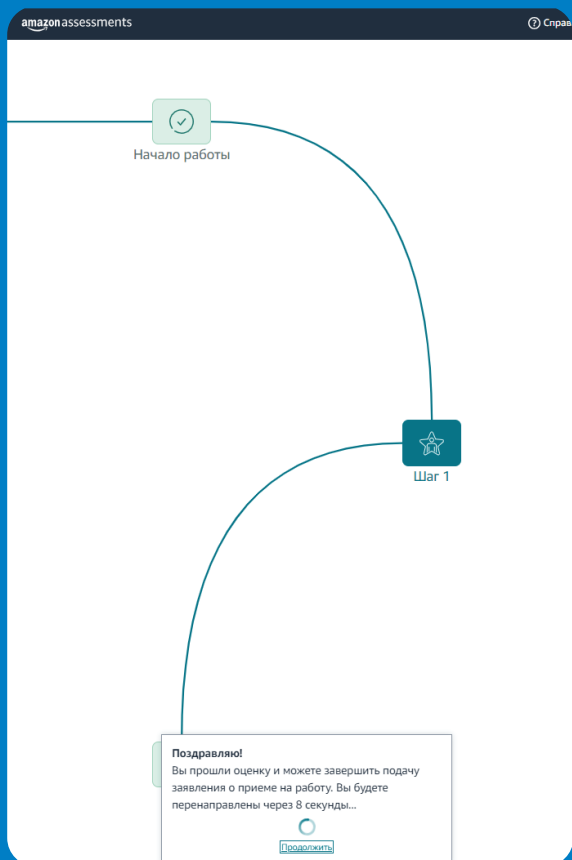 amazon assessments
? Справ
Начало работы
Шаг 1
Поздравляю!
Вы прошли оценку и можете завершить подачу
заявления о приеме на работу. Вы будете
перенаправлены через 8 секунды...
Продолжить